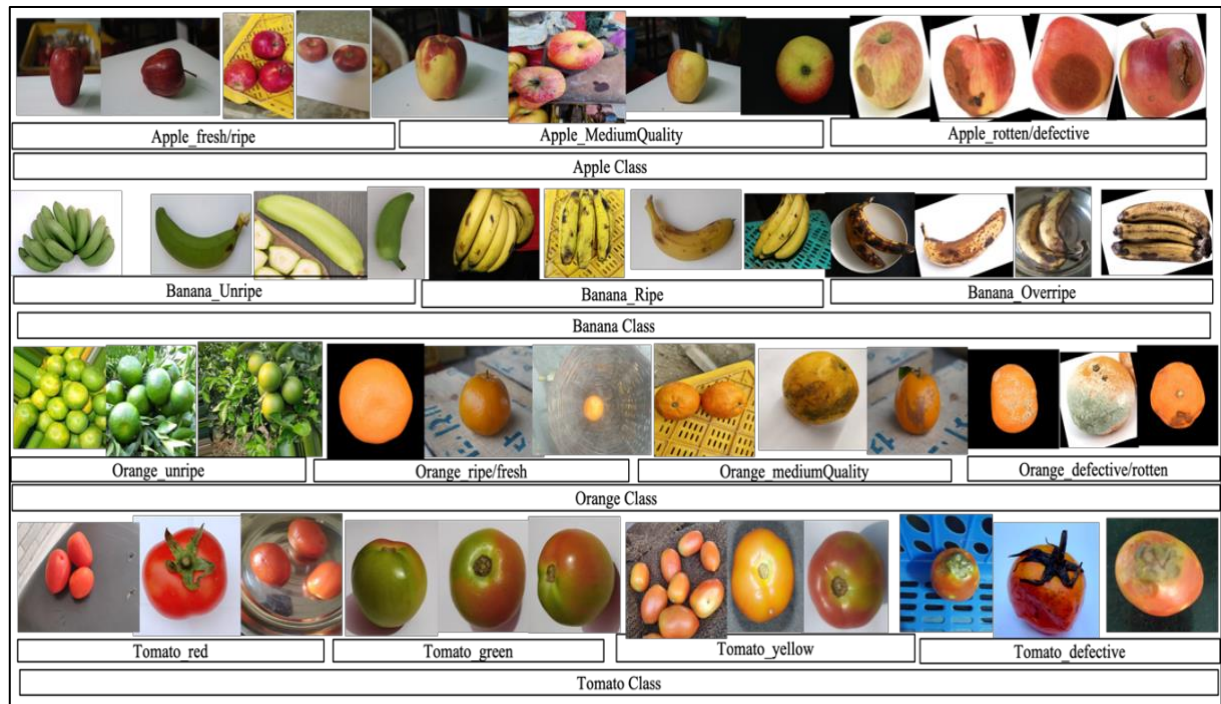 Apple_fresh/ripe
Apple_MediumQuality
Apple_rotten/defective
Apple Class
Banana_Unripe
Banana_Ripe
Banana_Overripe
Banana Class
Orange_unripe
Orange_ripe/fresh
Orange_mediumQuality
Orange_defective/rotten
Orange Class
Tomato_red
Tomato_green
Tomato_yellow
Tomato_defective
Tomato Class